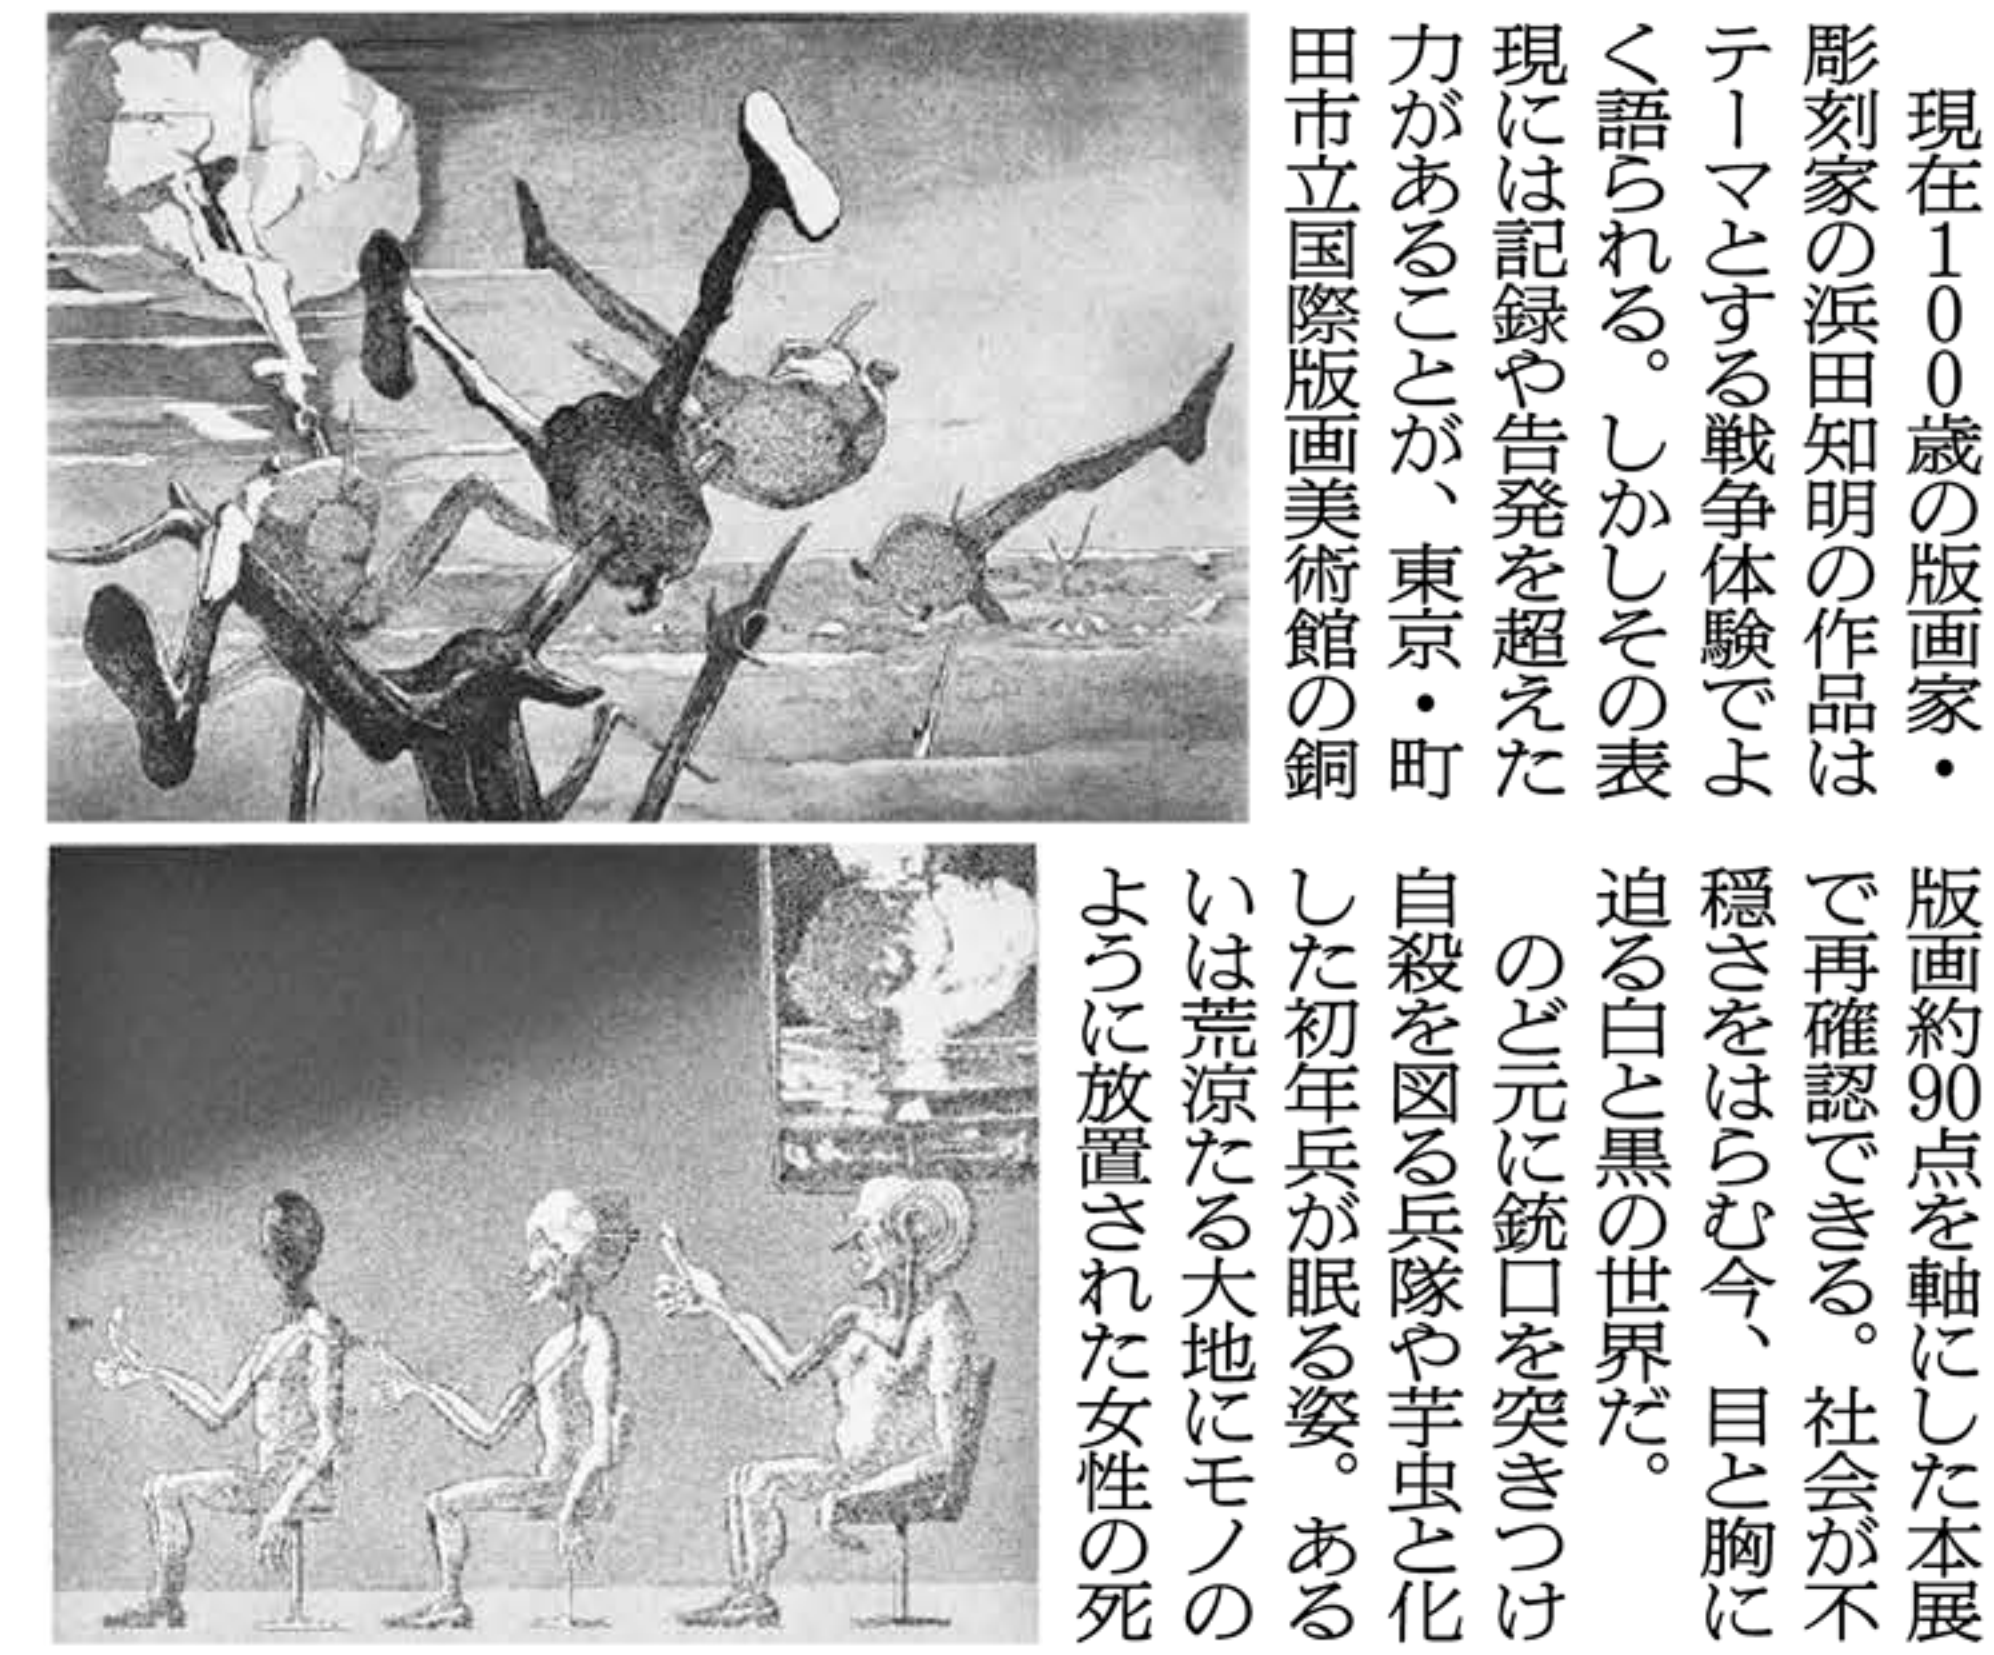 現在100歳の版画家・
彫刻家の浜田知明の作品は
テーマとする戦争体験でよ
く語られる。しかしその表
現には記録や告発を超えた
力があることが、東京・町
田市立国際版画美術館の銅
版画約90点を軸にした本展
で再確認できる。社会が不
穏さをはらむ今、目と胸に
迫る白と黒の世界だ。
のど元に銃口を突きつけ
自殺を図る兵隊や芋虫と化
した初年兵が眠る姿。ある
いは荒涼たる大地にモノの
ように放置された女性の死